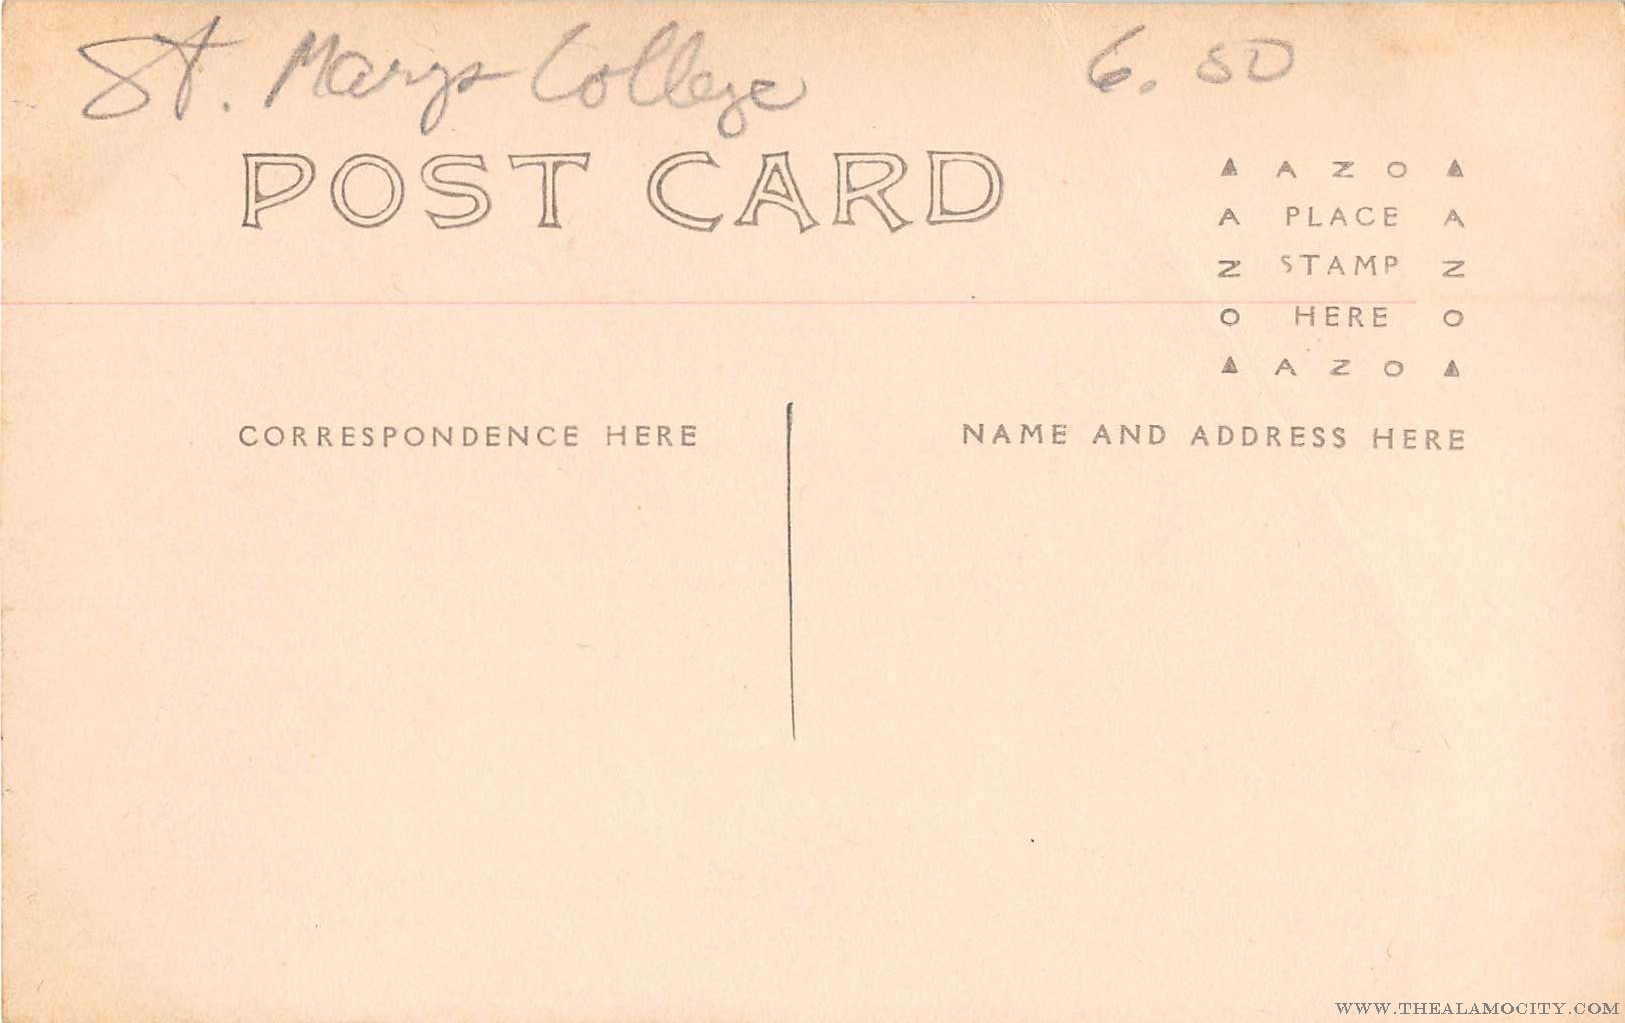 St. Marys College 6.50
POST CARD
▲ A Z O ▲
A PLACE A
N STAMP N
O HERE O
▲ A Z O ▲
CORRESPONDENCE HERE
NAME AND ADDRESS HERE
WWW.THEALAMOCITY.COM